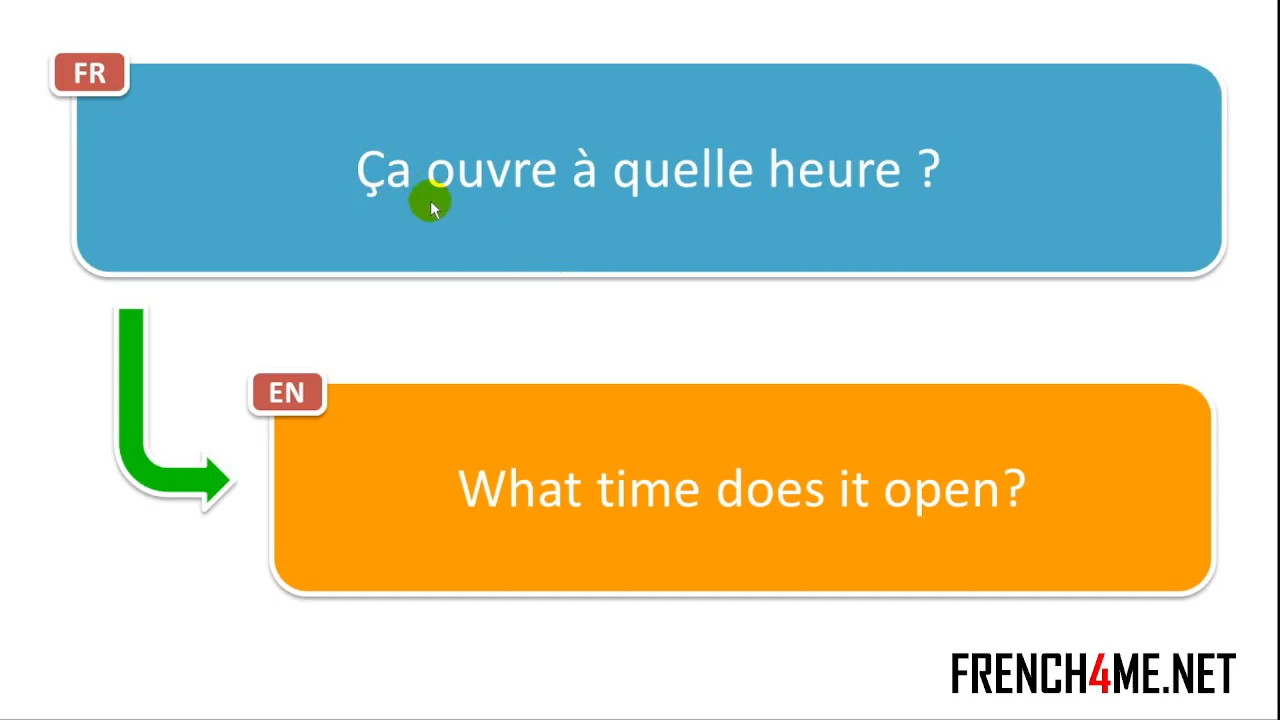 FR
Ça ouvre à quelle heure ?
EN
What time does it open?
FRENCH4ME.NET